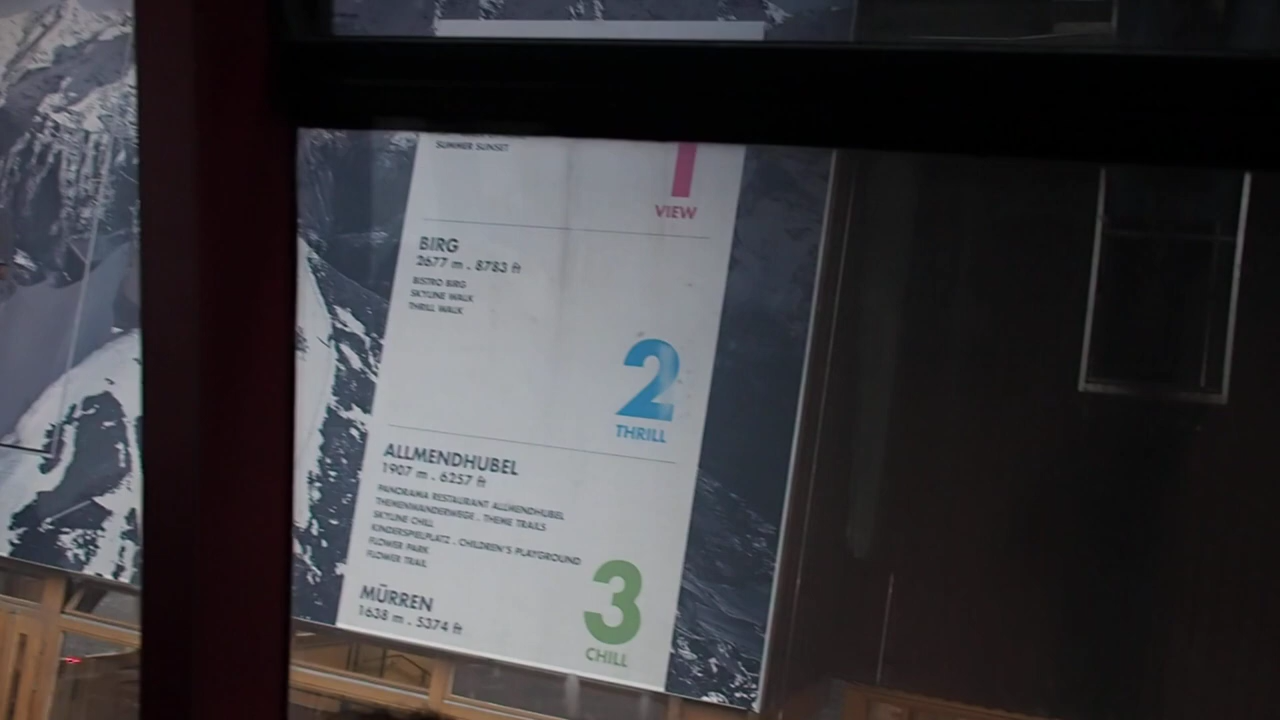 SUMMER SUNSET
1
VIEW
BIRG
2677 m . 8783 ft
BISTRO BIRG
SKYLINE WALK
THRILL WALK
2
THRILL
ALLMENDHUBEL
1907 m . 6257 ft
PANORAMA RESTAURANT ALLMENDHUBEL
THEMENWANDERWEGE . THEME TRAILS
SKYLINE CHILL
KINDERSPIELPLATZ . CHILDREN'S PLAYGROUND
FLOWER PARK
FLOWER TRAIL
3
CHILL
MÜRREN
1638 m . 5374 ft